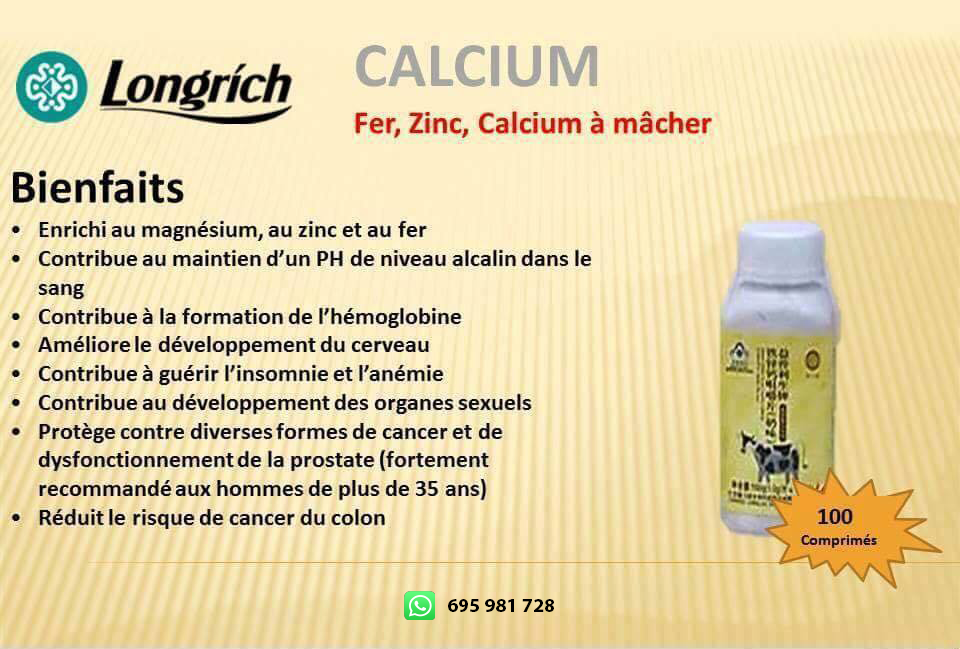 Longrích
CALCIUM
Fer, Zinc, Calcium à mâcher
Bienfaits
• Enrichi au magnésium, au zinc et au fer
• Contribue au maintien d’un PH de niveau alcalin dans le
sang
• Contribue à la formation de l’hémoglobine
• Améliore le développement du cerveau
• Contribue à guérir l’insomnie et l’anémie
• Contribue au développement des organes sexuels
• Protège contre diverses formes de cancer et de
dysfonctionnement de la prostate (fortement
recommandé aux hommes de plus de 35 ans)
• Réduit le risque de cancer du colon
100
Comprimés
695 981 728